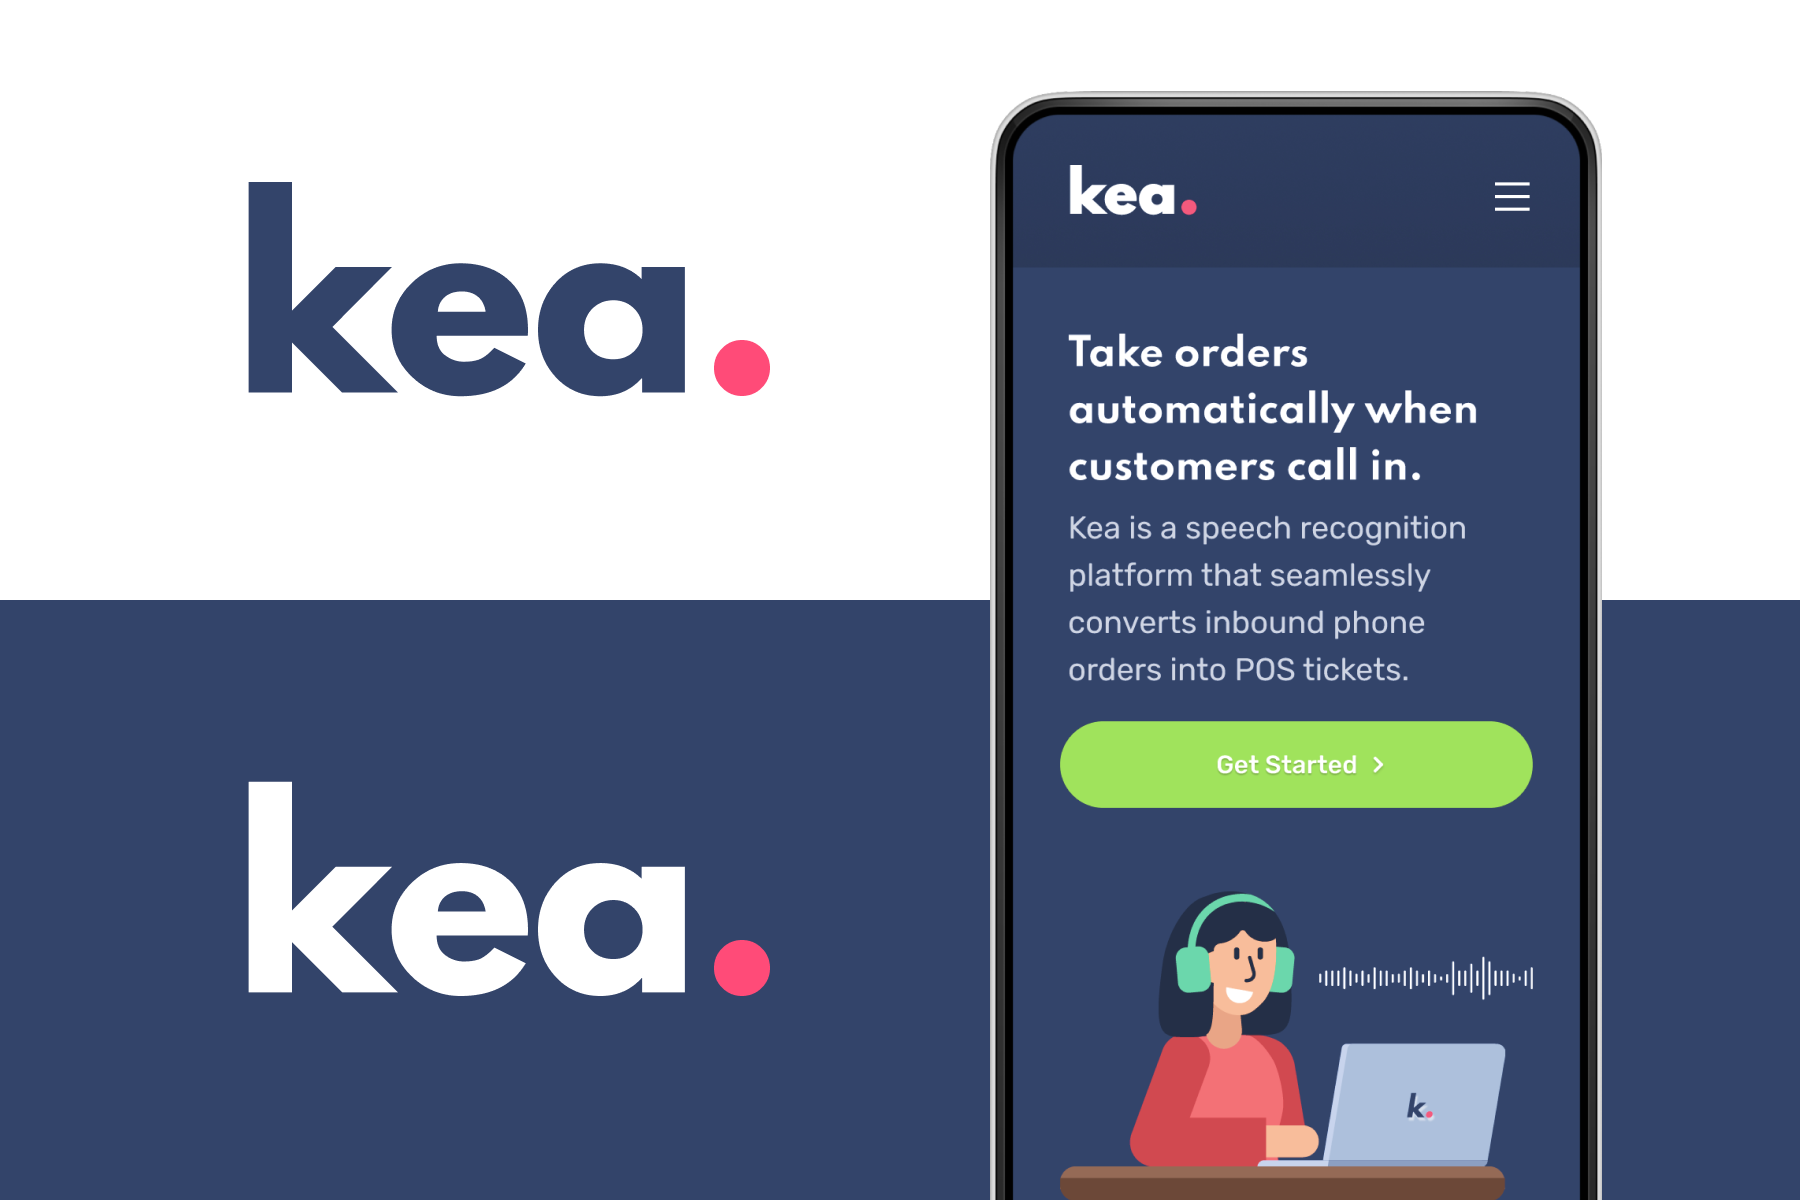 kea.
kea.
kea.
Take orders
automatically when
customers call in.
Kea is a speech recognition
platform that seamlessly
converts inbound phone
orders into POS tickets.
Get Started
k.